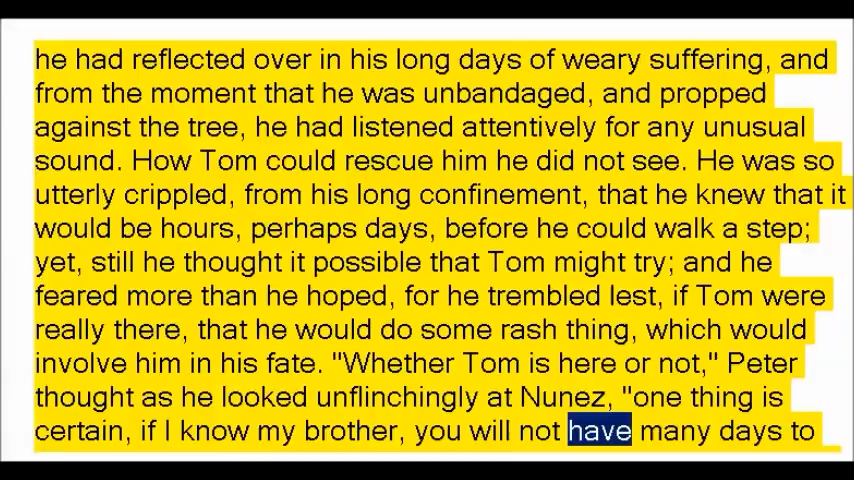 he had reflected over in his long days of weary suffering, and
from the moment that he was unbandaged, and propped
against the tree, he had listened attentively for any unusual
sound. How Tom could rescue him he did not see. He was so
utterly crippled, from his long confinement, that he knew that it
would be hours, perhaps days, before he could walk a step;
yet, still he thought it possible that Tom might try; and he
feared more than he hoped, for he trembled lest, if Tom were
really there, that he would do some rash thing, which would
involve him in his fate. "Whether Tom is here or not," Peter
thought as he looked unflinchingly at Nunez, "one thing is
certain, if I know my brother, you will not have many days to